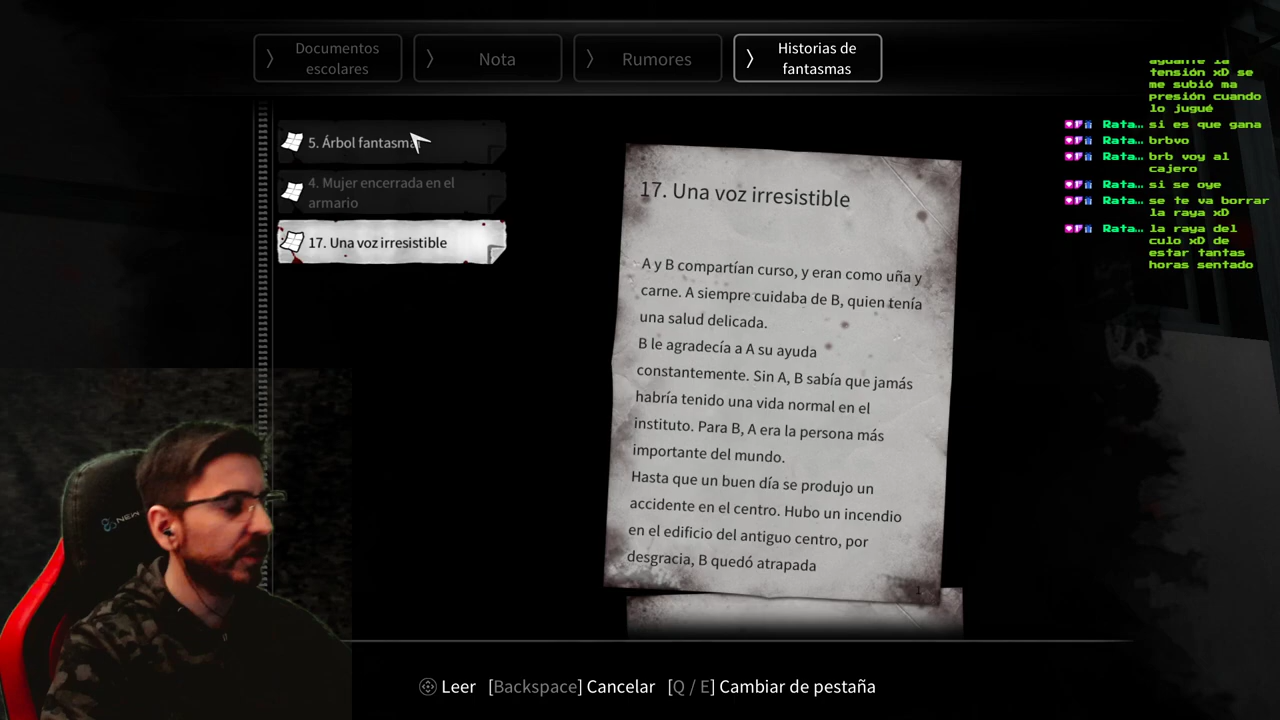 Documentos
escolares
Nota
Rumores
Historias de
fantasmas
5. Árbol fantasma
4. Mujer encerrada en el
armario
17. Una voz irresistible
17. Una voz irresistible
A y B compartían curso, y eran como uña y
carne. A siempre cuidaba de B, quien tenía
una salud delicada.
B le agradecía a A su ayuda
constantemente. Sin A, B sabía que jamás
habría tenido una vida normal en el
instituto. Para B, A era la persona más
importante del mundo.
Hasta que un buen día se produjo un
accidente en el centro. Hubo un incendio
en el edificio del antiguo centro, por
desgracia, B quedó atrapada
1
aguante la
tensión xD se
me subió ma
presión cuando
lo jugué
Rata… si es que gana
Rata… brbvo
Rata… brb voy al
cajero
Rata… si se oye
Rata… se te va borrar
la raya xD
Rata… la raya del
culo xD de
estar tantas
horas sentado
NEW
Leer [Backspace] Cancelar [Q / E] Cambiar de pestaña